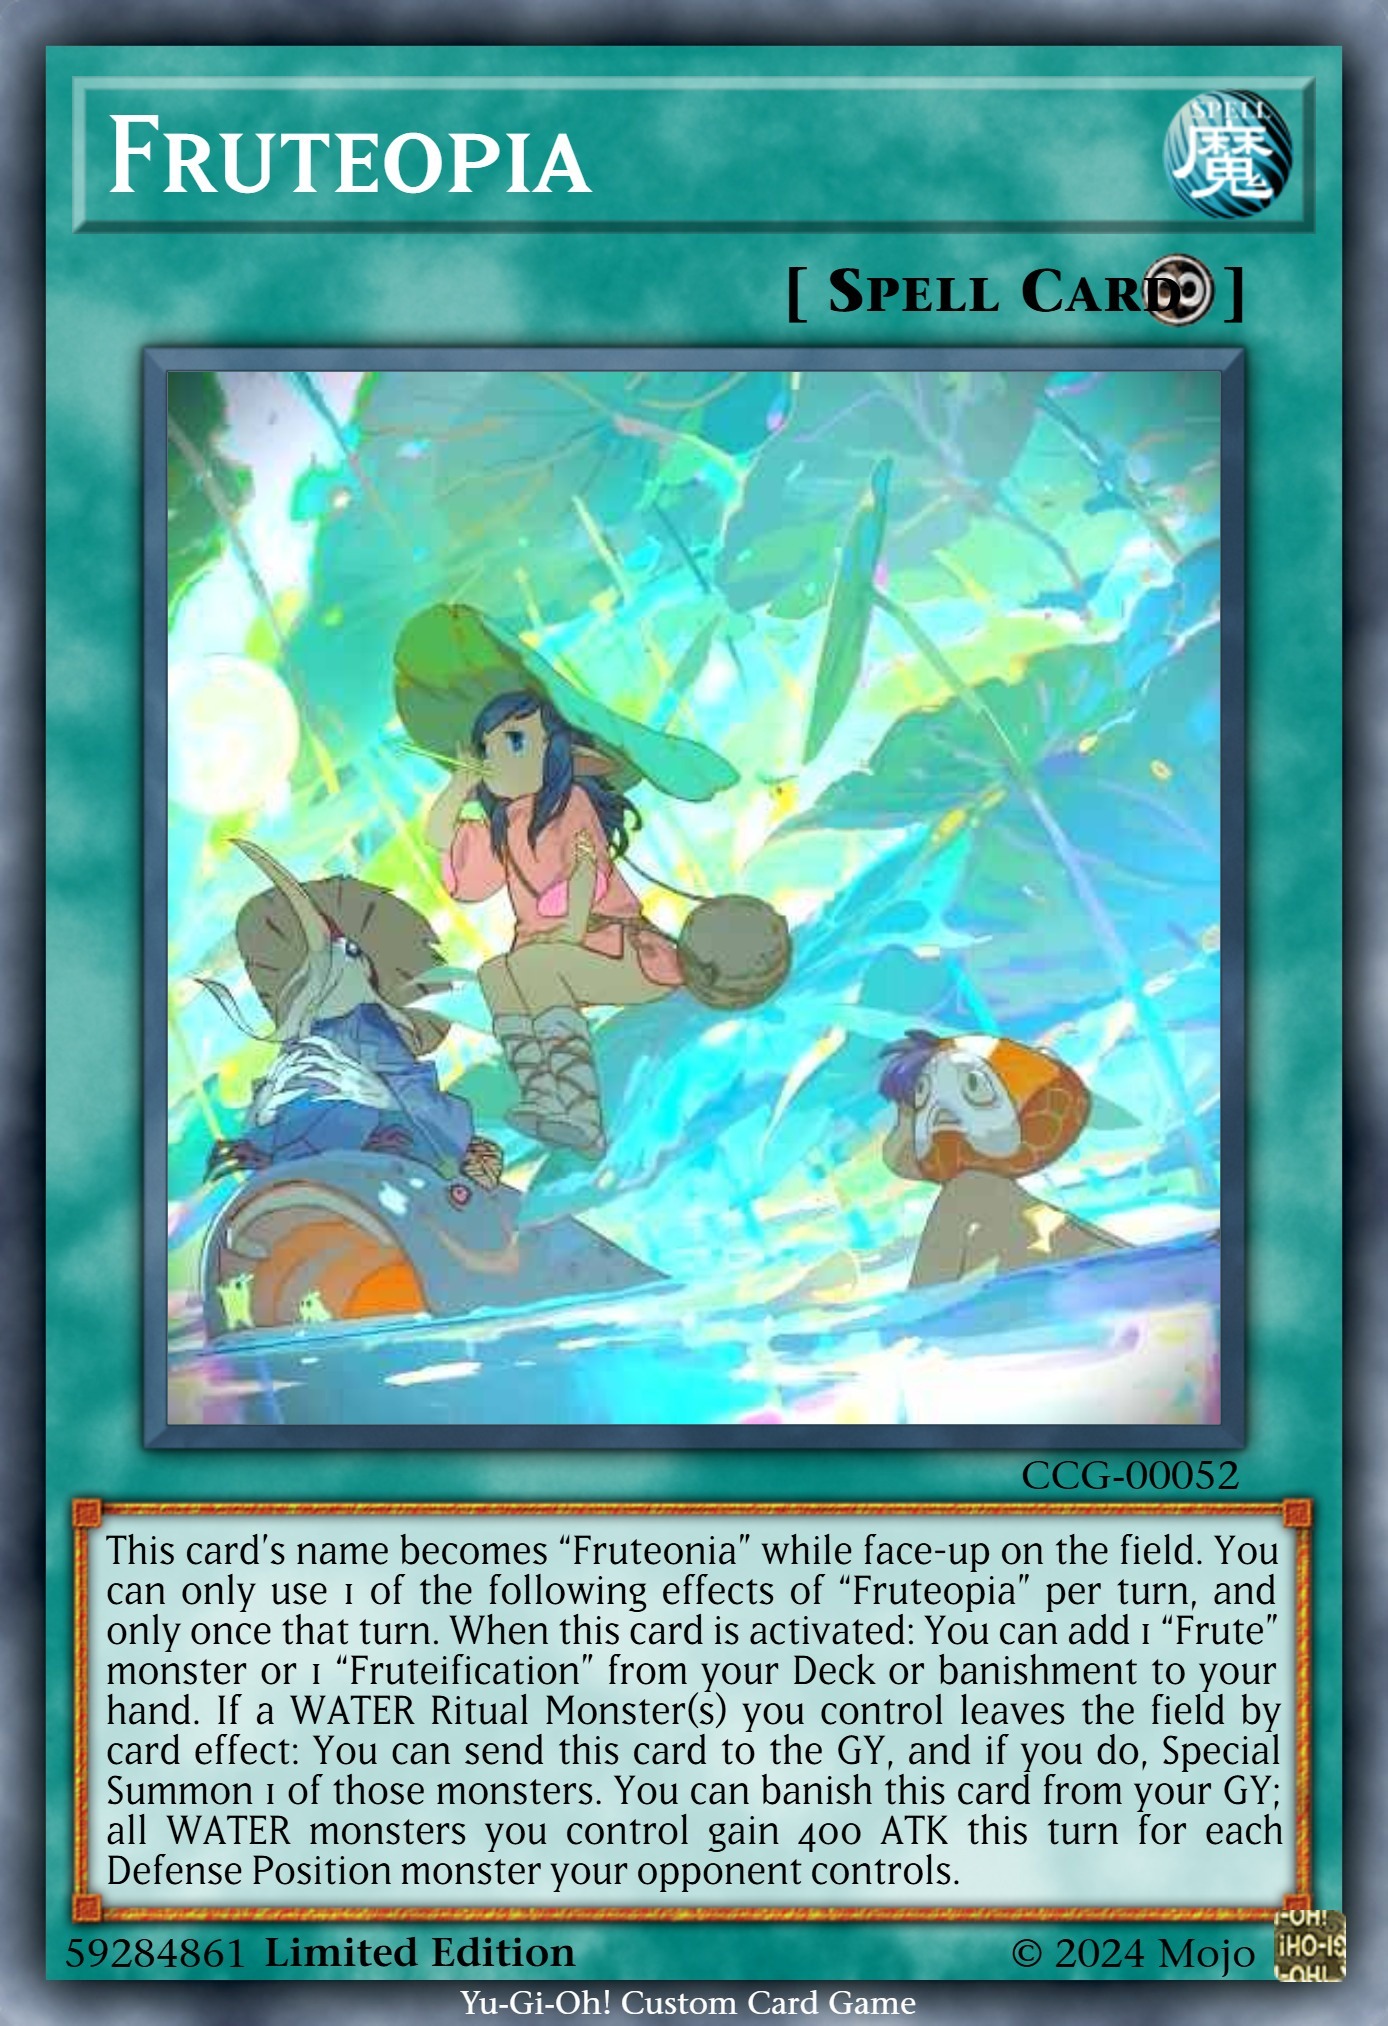 FRUTEOPIA
SPELL
魔
[ SPELL CARD ]
CCG-00052
This card's name becomes “Fruteonia” while face-up on the field. You
can only use 1 of the following effects of “Fruteopia” per turn, and
only once that turn. When this card is activated: You can add 1 “Frute”
monster or 1 “Fruteification” from your Deck or banishment to your
hand. If a WATER Ritual Monster(s) you control leaves the field by
card effect: You can send this card to the GY, and if you do, Special
Summon 1 of those monsters. You can banish this card from your GY;
all WATER monsters you control gain 400 ATK this turn for each
Defense Position monster your opponent controls.
59284861 Limited Edition
© 2024 Mojo
-OH!
iHO-IS
-OH!
Yu-Gi-Oh! Custom Card Game